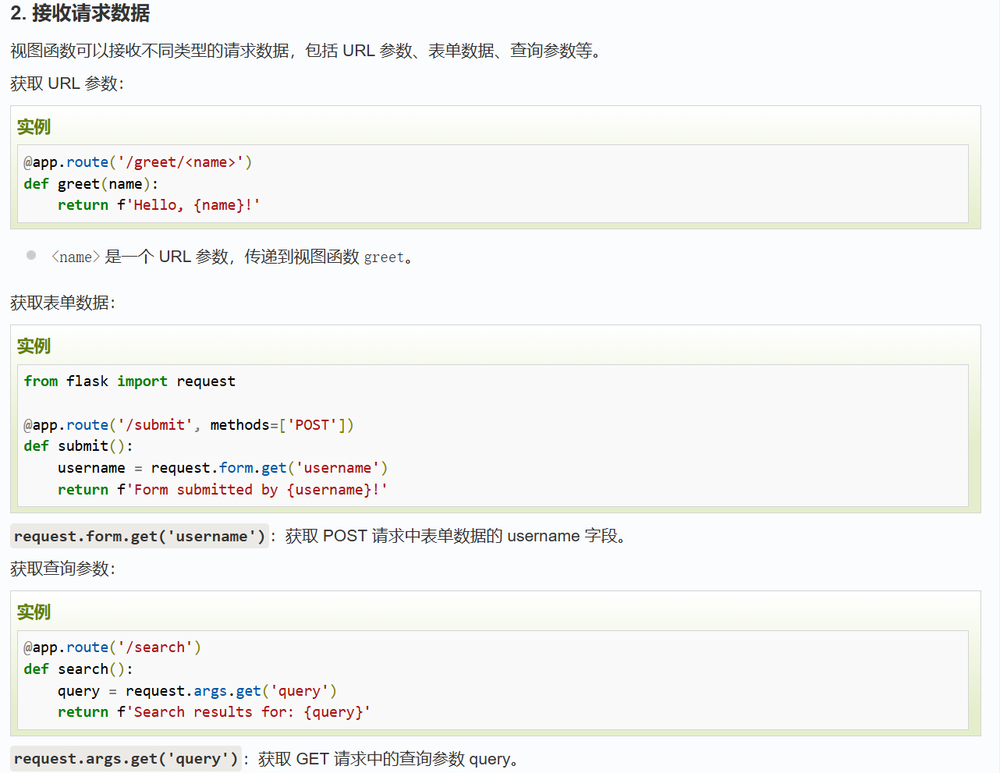 2. 接收请求数据
视图函数可以接收不同类型的请求数据，包括 URL 参数、表单数据、查询参数等。
获取 URL 参数：
实例
@app.route('/greet/<name>')
def greet(name):
    return f'Hello, {name}!'
<name> 是一个 URL 参数，传递到视图函数 greet。
获取表单数据：
实例
from flask import request
@app.route('/submit', methods=['POST'])
def submit():
    username = request.form.get('username')
    return f'Form submitted by {username}!'
request.form.get('username')：获取 POST 请求中表单数据的 username 字段。
获取查询参数：
实例
@app.route('/search')
def search():
    query = request.args.get('query')
    return f'Search results for: {query}'
request.args.get('query')：获取 GET 请求中的查询参数 query。